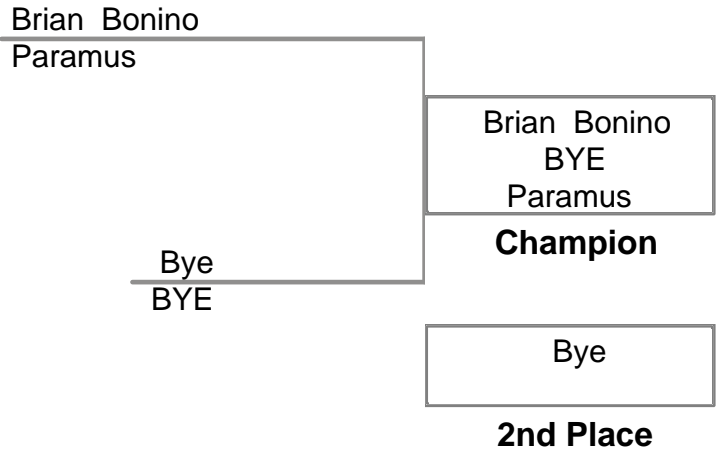 Brian Bonino
Paramus
Brian Bonino
BYE
Paramus
Champion
Bye
BYE
Bye
2nd Place